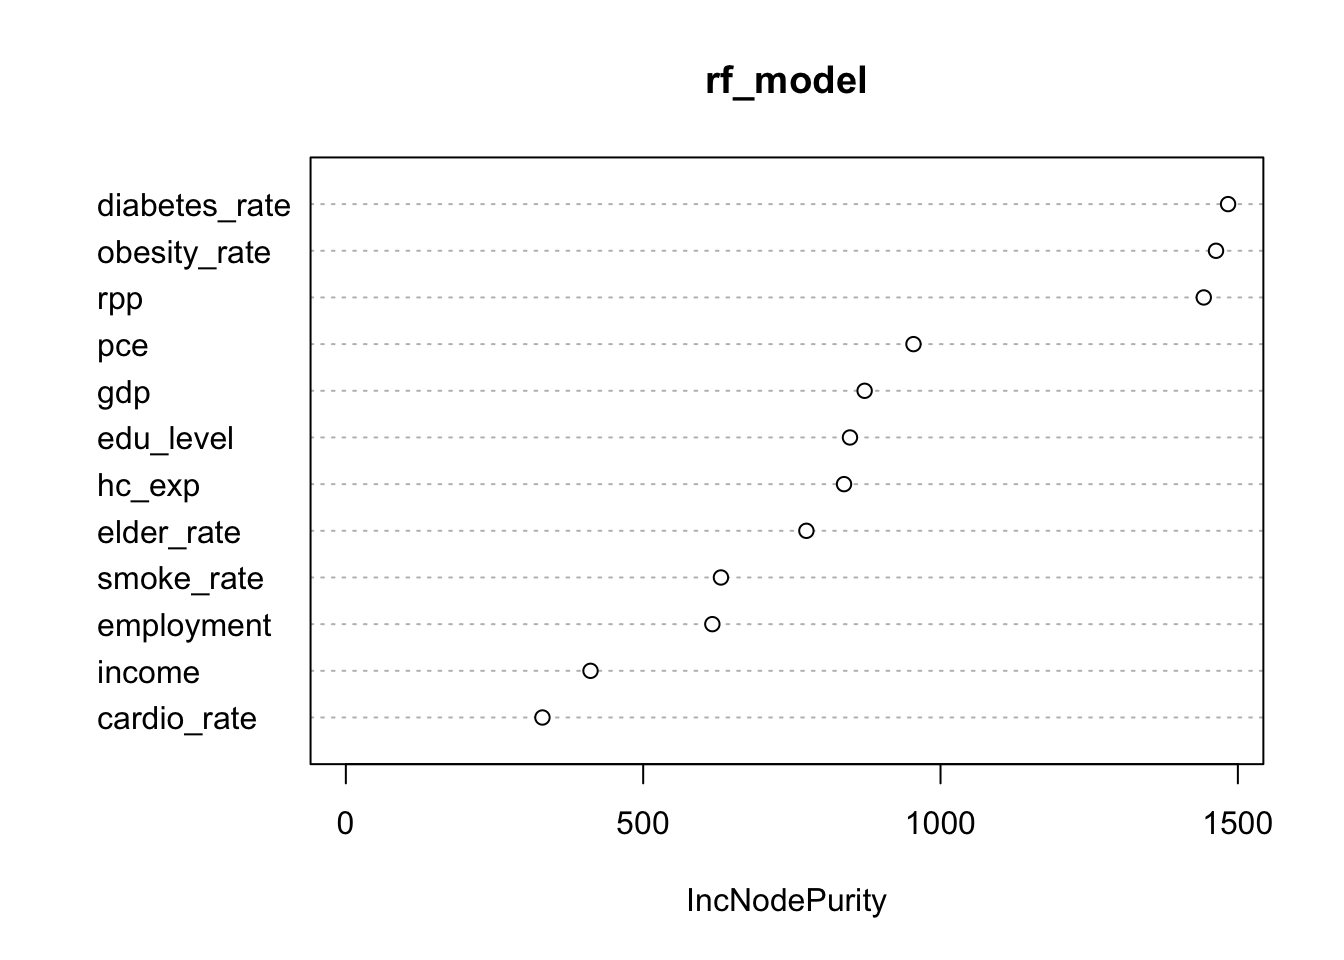 rf_model
diabetes_rate
obesity_rate
rpp
pce
gdp
edu_level
hc_exp
elder_rate
smoke_rate
employment
income
cardio_rate
0 500 1000 1500
IncNodePurity